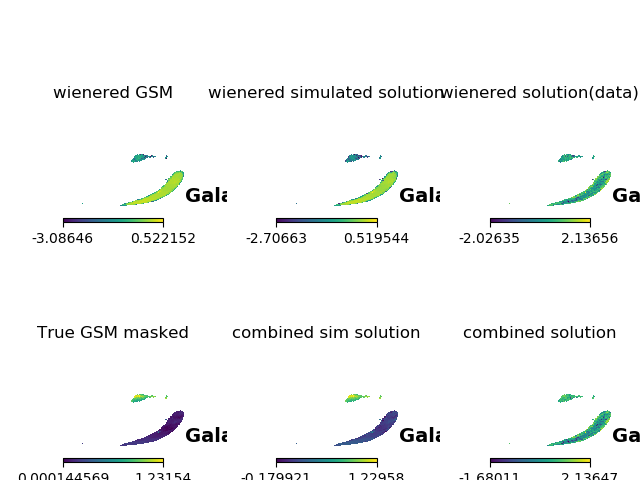 wienered GSM wienered simulated solution wienered solution(data)
Gala Gala Ga
-3.08646 0.522152 -2.70663 0.519544 -2.02635 2.13656
True GSM masked combined sim solution combined solution
Gala Gala Ga
0.000144569 1.23154 -0.179921 1.22958 -1.68011 2.13647